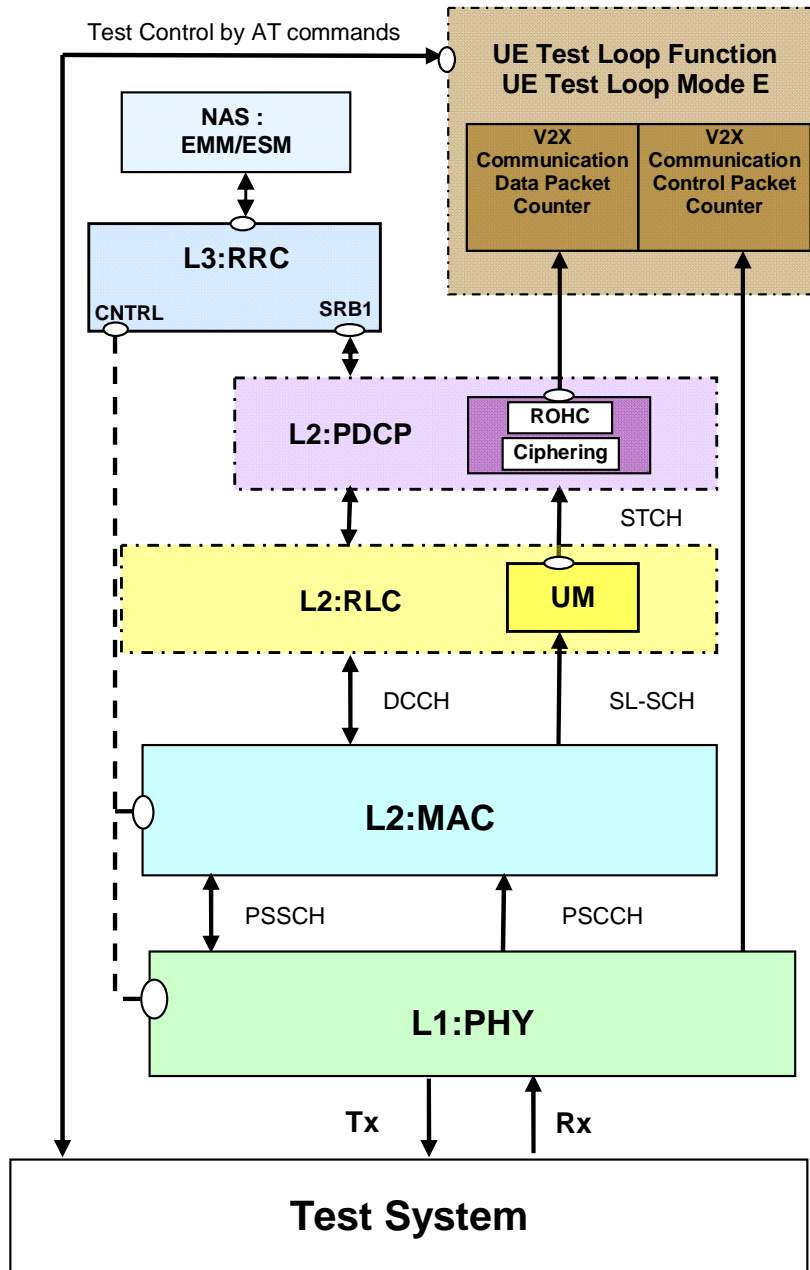 Test Control by AT commands
UE Test Loop Function
UE Test Loop Mode E
V2X
Communication
Data Packet
Counter
V2X
Communication
Control Packet
Counter
NAS :
EMM/ESM
L3:RRC
CNTRL
SRB1
L2:PDCP
ROHC
Ciphering
STCH
L2:RLC
UM
DCCH
SL-SCH
L2:MAC
PSSCH
PSCCH
L1:PHY
Tx
Rx
Test System